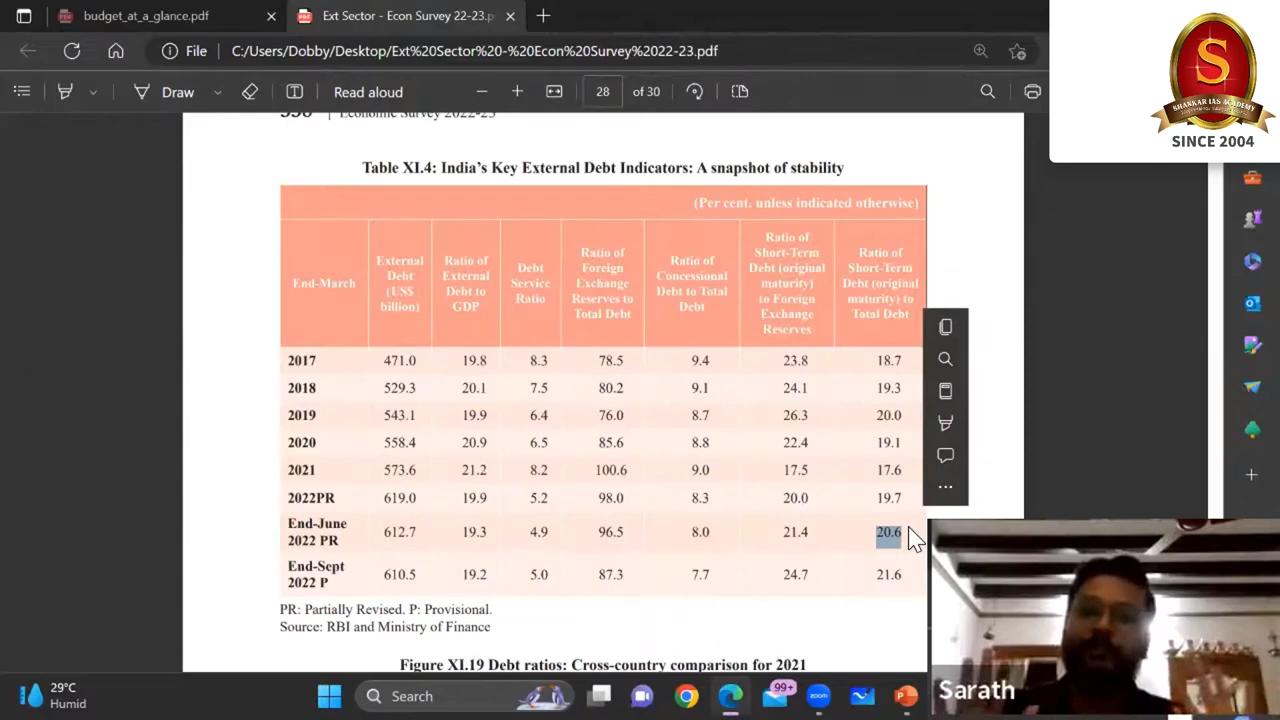 budget_at_a_glance.pdf
Ext Sector - Econ Survey 22-23.p
File
C:/Users/Dobby/Desktop/Ext%20Sector%20-%20Econ%20Survey%2022-23.pdf
Draw
Read aloud
28 of 30
S
SHANKAR IAS ACADEMY
SINCE 2004
Economic Survey 2022-23
Table XI.4: India's Key External Debt Indicators: A snapshot of stability
(Per cent. unless indicated otherwise)
End-March
External Debt (US$ billion)
Ratio of External Debt to GDP
Debt Service Ratio
Ratio of Foreign Exchange Reserves to Total Debt
Ratio of Concessional Debt to Total Debt
Ratio of Short-Term Debt (original maturity) to Foreign Exchange Reserves
Ratio of Short-Term Debt (original maturity) to Total Debt
2017 471.0 19.8 8.3 78.5 9.4 23.8 18.7
2018 529.3 20.1 7.5 80.2 9.1 24.1 19.3
2019 543.1 19.9 6.4 76.0 8.7 26.3 20.0
2020 558.4 20.9 6.5 85.6 8.8 22.4 19.1
2021 573.6 21.2 8.2 100.6 9.0 17.5 17.6
2022PR 619.0 19.9 5.2 98.0 8.3 20.0 19.7
End-June 2022 PR 612.7 19.3 4.9 96.5 8.0 21.4 20.6
End-Sept 2022 P 610.5 19.2 5.0 87.3 7.7 24.7 21.6
PR: Partially Revised. P: Provisional.
Source: RBI and Ministry of Finance
Figure XI.19 Debt ratios: Cross-country comparison for 2021
Sarath
29°C
Humid
Search
99+
zoom